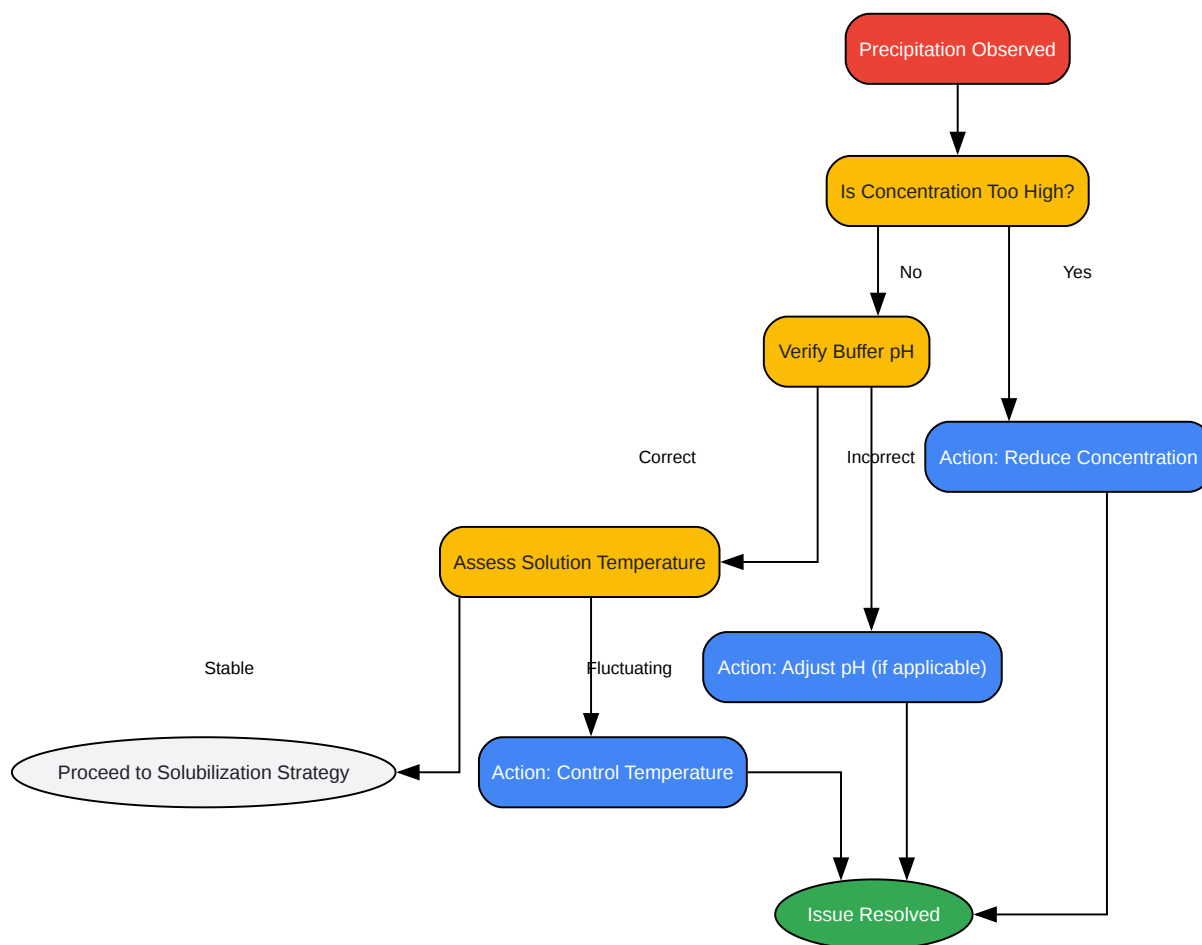 Precipitation Observed
Is Concentration Too High?
No
Yes
Verify Buffer pH
Correct
Incorrect
Action: Reduce Concentration
Assess Solution Temperature
Stable
Fluctuating
Action: Adjust pH (if applicable)
Proceed to Solubilization Strategy
Action: Control Temperature
Issue Resolved